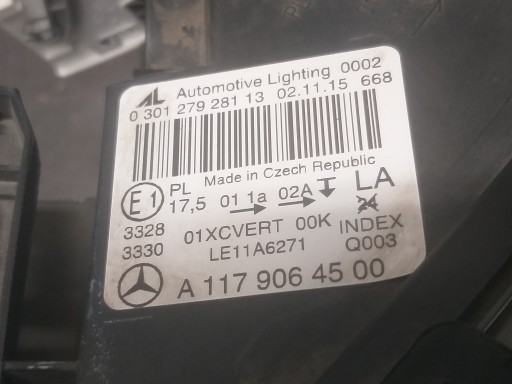 AL Automotive Lighting 0002
0 301 279 281 13 02.11.15 668
Made in Czech Republic
E1 PL 17,5 01 1a 02A LA
3328 24
3330 01XCVERT 00K INDEX
LE11A6271 Q003
A 117 906 45 00